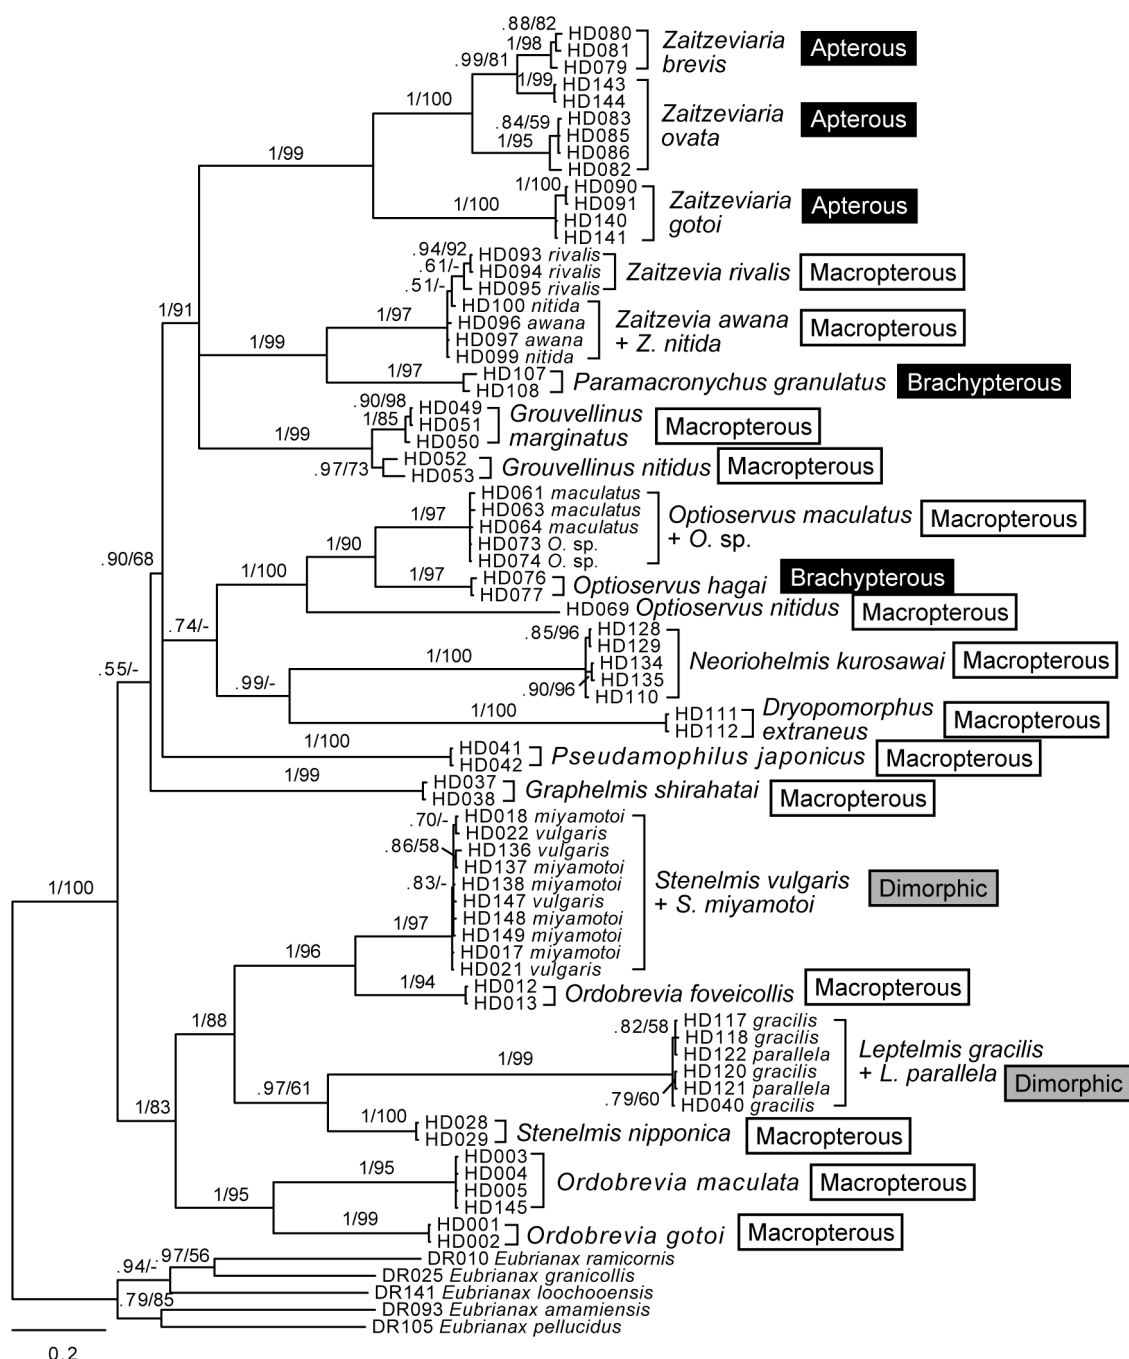 .88/82
HD080
1/98
HD081
Zaitzeviaria
brevis
Apterous
.99/81
HD079
1/99
HD143
HD144
1/100
.84/59
HD083
Zaitzeviaria
ovata
Apterous
1/95
HD085
HD086
HD082
1/99
1/100
HD090
1/100
HD091
Zaitzeviaria
gotoi
Apterous
HD140
HD141
.94/92
HD093 rivalis
.61/-
HD094 rivalis
Zaitzevia rivalis
Macropterous
.51/-
HD095 rivalis
HD100 nitida
1/91
1/97
HD096 awana
Zaitzevia awana
+ Z. nitida
Macropterous
HD097 awana
1/99
HD099 nitida
1/97
HD107
HD108
Paramacronychus granulatus
Brachypterous
.90/98
HD049
1/85
HD051
Grouvellinus
marginatus
Macropterous
1/99
HD050
HD052
Grouvellinus nitidus
Macropterous
.97/73
HD053
HD061 maculatus
1/97
HD063 maculatus
Optioservus maculatus
+ O. sp.
Macropterous
HD064 maculatus
1/90
HD073 O. sp.
.90/68
HD074 O. sp.
1/100
1/97
HD076
HD077
Optioservus hagai
Brachypterous
HD069 Optioservus nitidus
Macropterous
.74/-
.85/96
HD128
HD129
1/100
HD134
Neoriohelmis kurosawai
Macropterous
.55/-
.99/-
HD135
.90/96
HD110
1/100
HD111
HD112
Dryopomorphus
extraneus
Macropterous
1/100
HD041
HD042
Pseudamophilus japonicus
Macropterous
1/99
HD037
HD038
Graphelmis shirahatai
Macropterous
.70/-
HD018 miyamotoi
HD022 vulgaris
.86/58
HD136 vulgaris
HD137 miyamotoi
1/100
.83/-
HD138 miyamotoi
Stenelmis vulgaris
+ S. miyamotoi
Dimorphic
HD147 vulgaris
1/97
HD148 miyamotoi
HD149 miyamotoi
1/96
HD017 miyamotoi
HD021 vulgaris
1/94
HD012
HD013
Ordobrevia foveicollis
Macropterous
1/88
.82/58
HD117 gracilis
HD118 gracilis
1/99
HD122 parallela
Leptelmis gracilis
+ L. parallela
Dimorphic
HD120 gracilis
.97/61
HD121 parallela
.79/60
HD040 gracilis
1/83
1/100
HD028
HD029
Stenelmis nipponica
Macropterous
HD003
1/95
HD004
Ordobrevia maculata
Macropterous
1/95
HD005
HD145
1/99
HD001
HD002
Ordobrevia gotoi
Macropterous
.97/56
DR010 Eubrianax ramicornis
.94/-
DR025 Eubrianax granicollis
DR141 Eubrianax loochooensis
.79/85
DR093 Eubrianax amamiensis
DR105 Eubrianax pellucidus
0.2